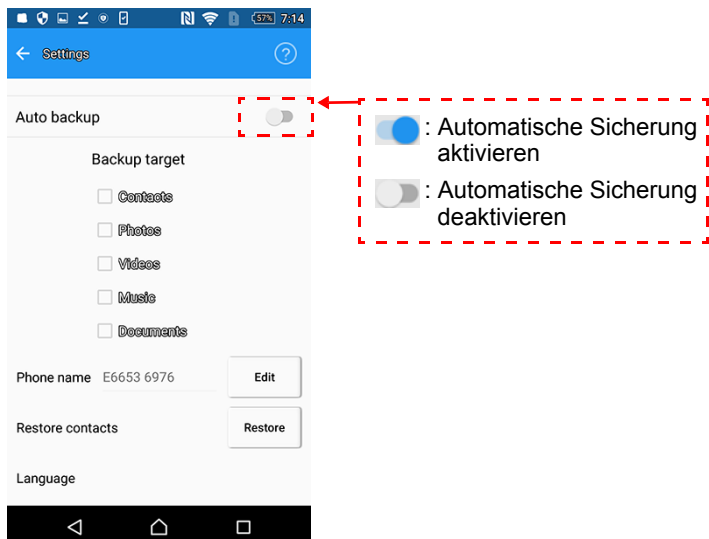 57% 7:14
Settings
?
Auto backup
Backup target
Contacts
Photos
Videos
Music
Documents
Phone name E6653 6976 Edit
Restore contacts Restore
Language
: Automatische Sicherung
aktivieren
: Automatische Sicherung
deaktivieren